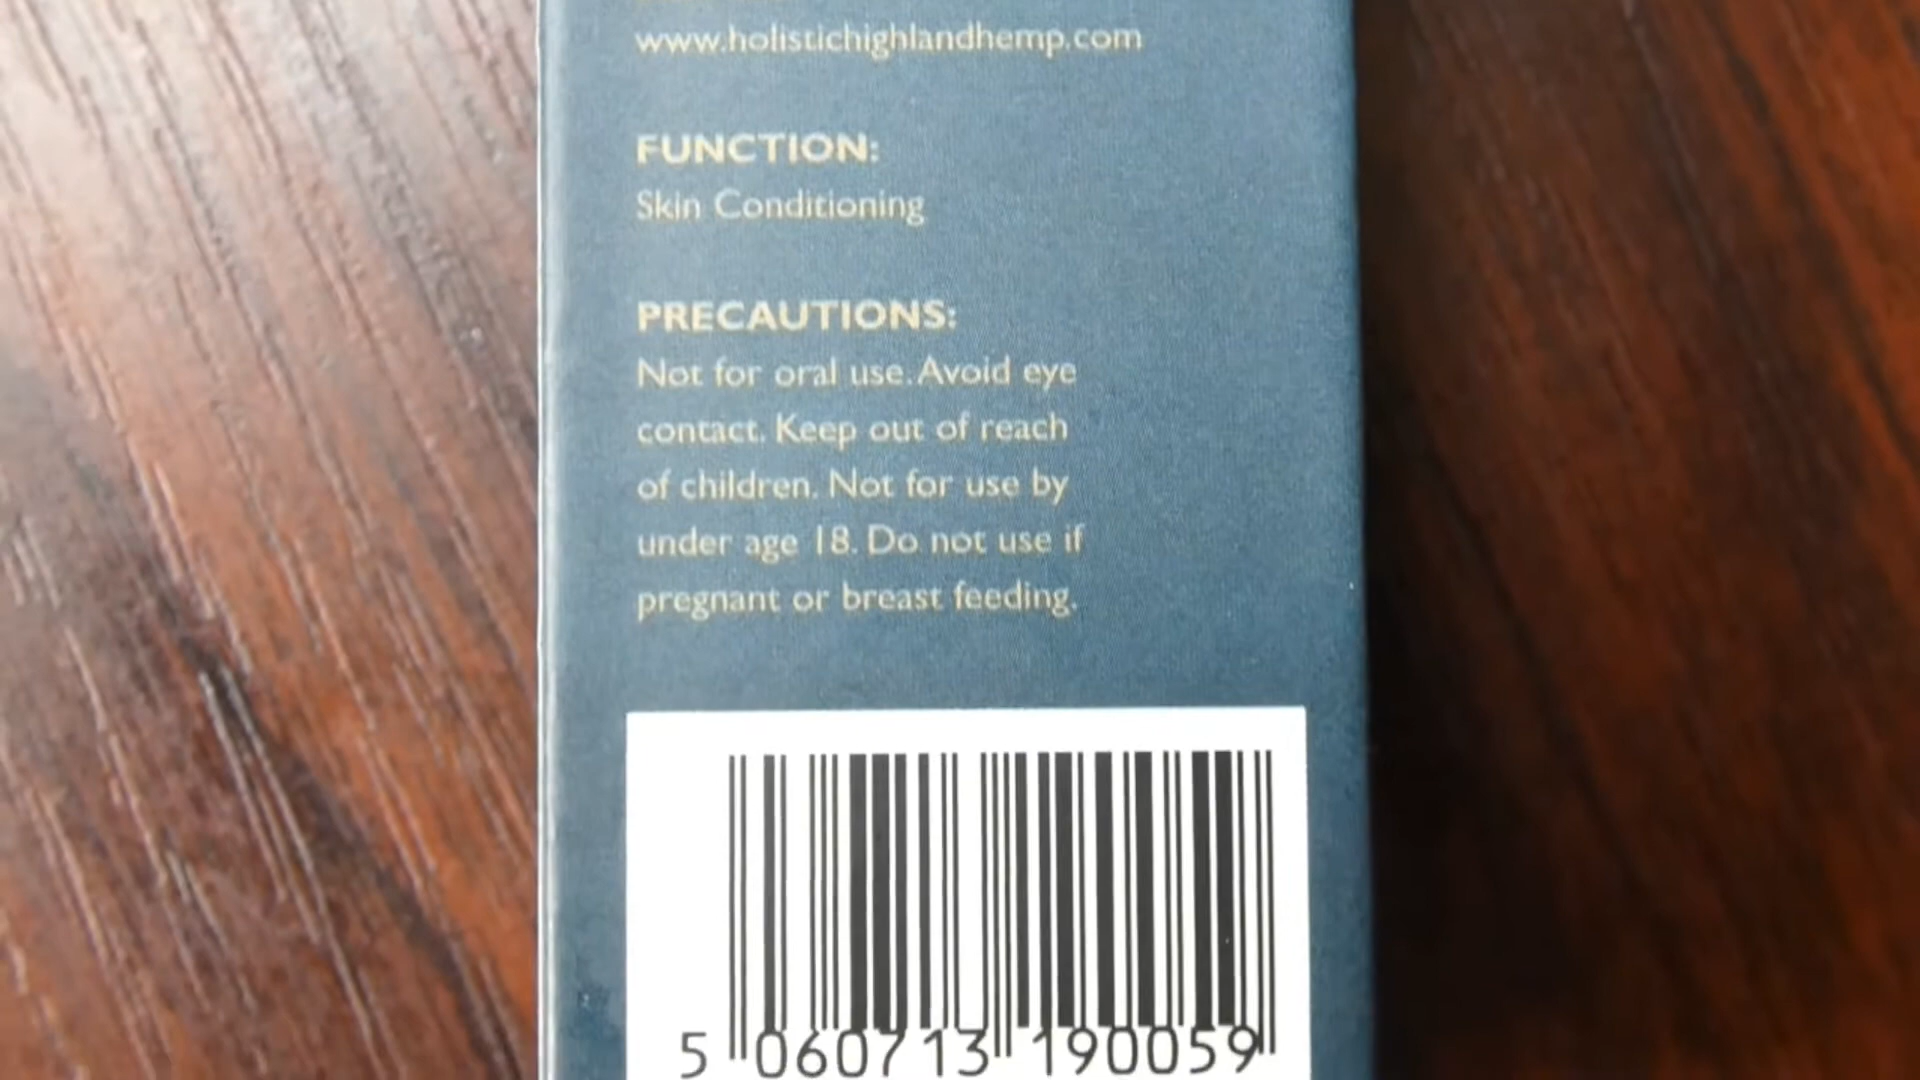 www.holistichighlandhemp.com
FUNCTION:
Skin Conditioning
PRECAUTIONS:
Not for oral use. Avoid eye
contact. Keep out of reach
of children. Not for use by
under age 18. Do not use if
pregnant or breast feeding.
5 060713 190059